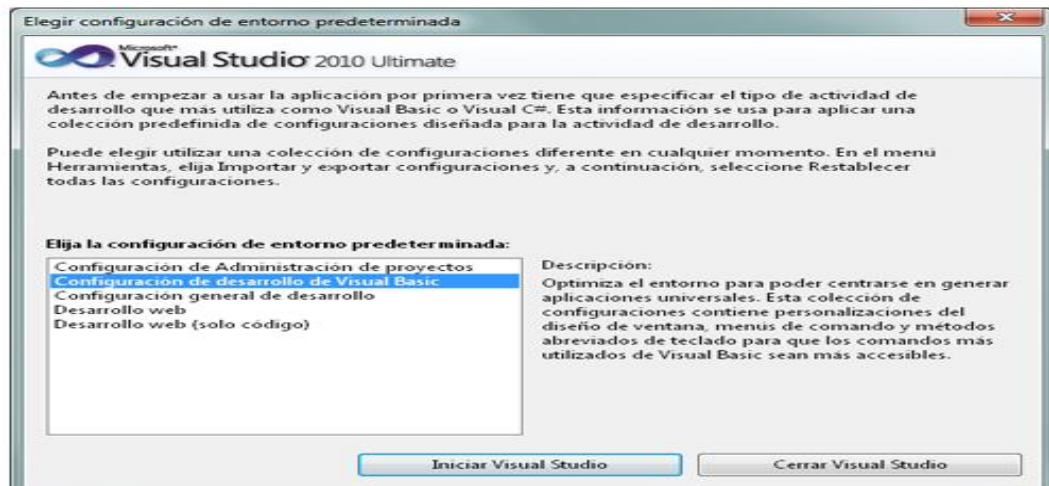 Elegir configuración de entorno predeterminada
Microsoft®
Visual Studio 2010 Ultimate
Antes de empezar a usar la aplicación por primera vez tiene que especificar el tipo de actividad de
desarrollo que más utiliza como Visual Basic o Visual C#. Esta información se usa para aplicar una
colección predefinida de configuraciones diseñada para la actividad de desarrollo.
Puede elegir utilizar una colección de configuraciones diferente en cualquier momento. En el menú
Herramientas, elija Importar y exportar configuraciones y, a continuación, seleccione Restablecer
todas las configuraciones.
Elija la configuración de entorno predeterminada:
Configuración de Administración de proyectos
Configuración de desarrollo de Visual Basic
Configuración general de desarrollo
Desarrollo web
Desarrollo web (solo código)
Descripción:
Optimiza el entorno para poder centrarse en generar
aplicaciones universales. Esta colección de
configuraciones contiene personalizaciones del
diseño de ventana, menús de comando y métodos
abreviados de teclado para que los comandos más
utilizados de Visual Basic sean más accesibles.
Iniciar Visual Studio
Cerrar Visual Studio